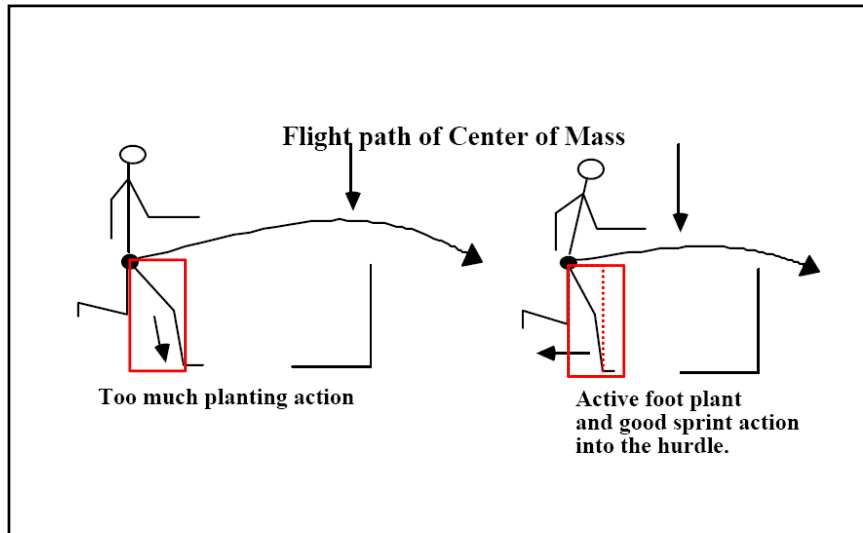 Flight path of Center of Mass
Too much planting action
Active foot plant
and good sprint action
into the hurdle.